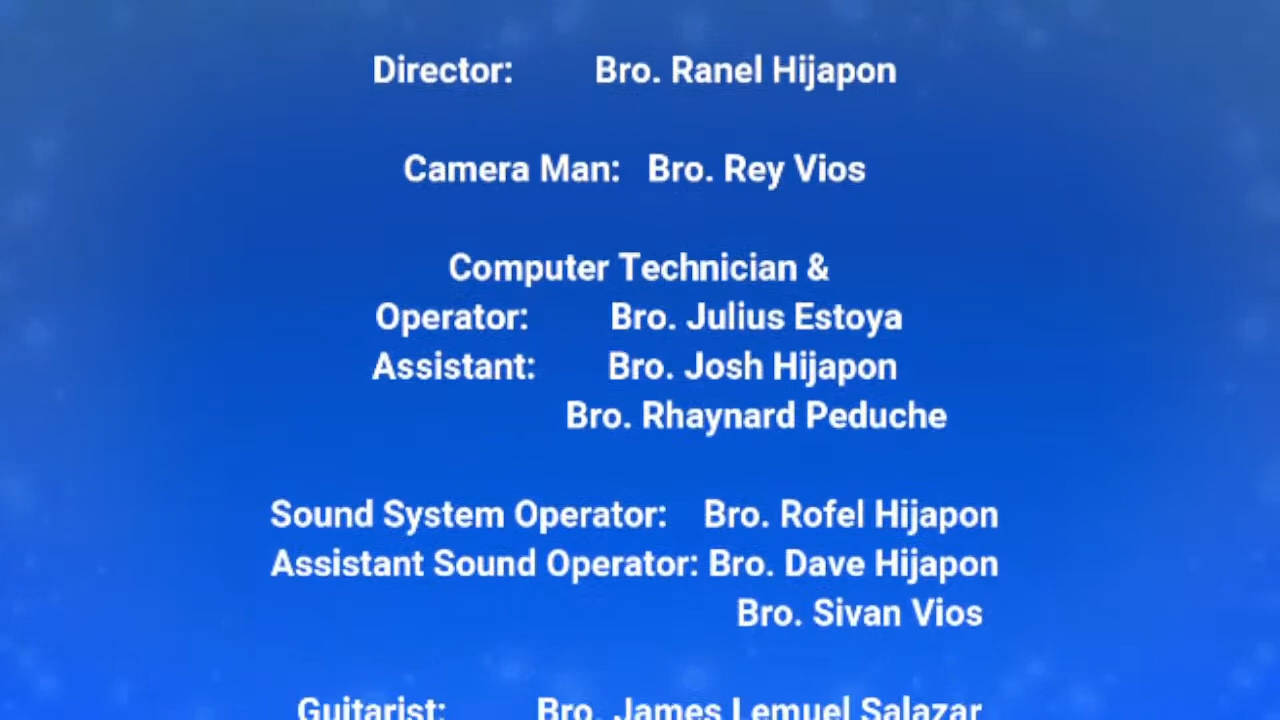 Director: Bro. Ranel Hijapon
Camera Man: Bro. Rey Vios
Computer Technician &
Operator: Bro. Julius Estoya
Assistant: Bro. Josh Hijapon
Bro. Rhaynard Peduche
Sound System Operator: Bro. Rofel Hijapon
Assistant Sound Operator: Bro. Dave Hijapon
Bro. Sivan Vios
Guitarist: Bro. James Lemuel Salazar